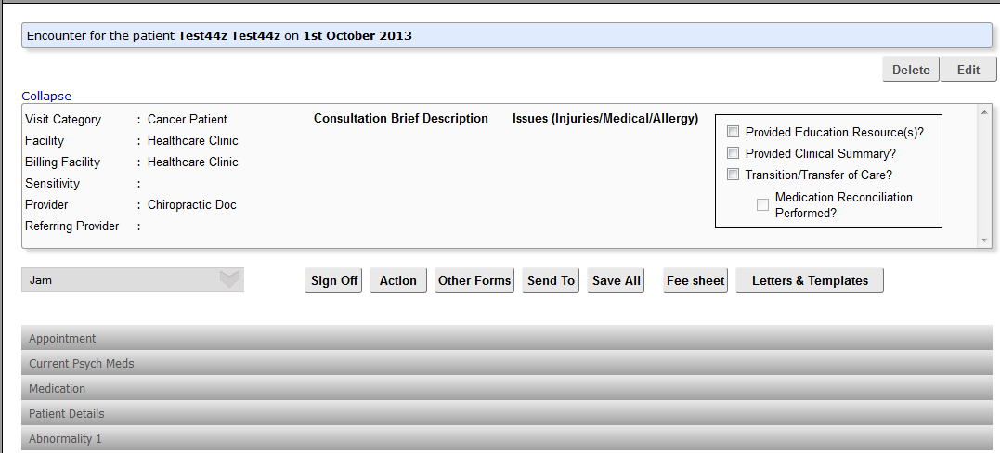 Encounter for the patient Test44z Test44z on 1st October 2013
Delete Edit
Collapse
Visit Category : Cancer Patient
Facility : Healthcare Clinic
Billing Facility : Healthcare Clinic
Sensitivity :
Provider : Chiropractic Doc
Referring Provider :
Consultation Brief Description
Issues (Injuries/Medical/Allergy)
Provided Education Resource(s)?
Provided Clinical Summary?
Transition/Transfer of Care?
Medication Reconciliation
Performed?
Jam
Sign Off Action Other Forms Send To Save All Fee sheet Letters & Templates
Appointment
Current Psych Meds
Medication
Patient Details
Abnormality 1